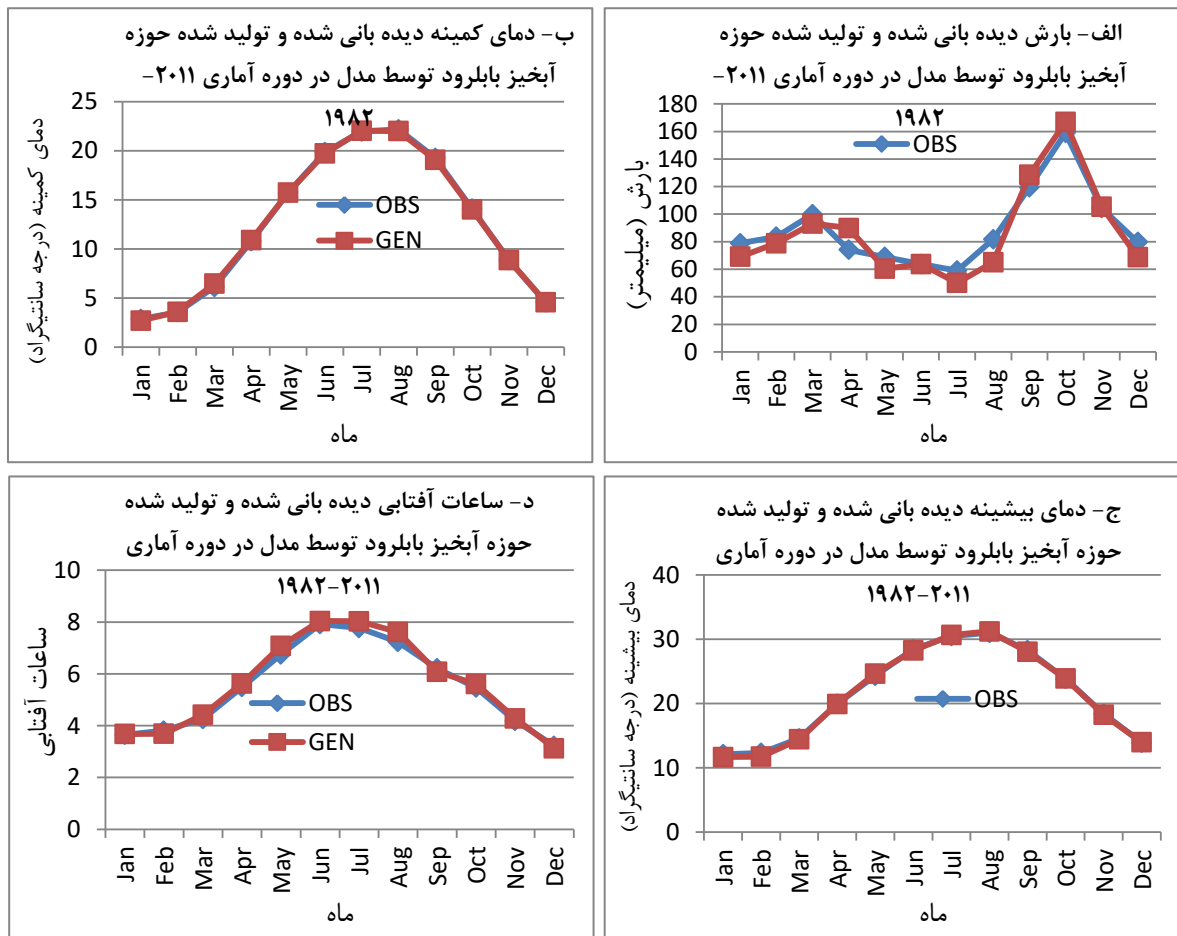 الف- بارش دیده بانی شده و تولید شده حوزه
آبخیز بابلرود توسط مدل در دوره آماری ۲۰۱۱-
۱۹۸۲
بارش (میلیمتر)
180
160
140
120
100
80
60
40
20
0
OBS
Jan Feb Mar Apr May Jun Jul Aug Sep Oct Nov Dec
ماه
ب- دمای کمینه دیده بانی شده و تولید شده حوزه
آبخیز بابلرود توسط مدل در دوره آماری ۲۰۱۱-
۱۹۸۲
دمای کمینه (درجه سانتیگراد)
25
20
15
10
5
0
OBS
GEN
Jan Feb Mar Apr May Jun Jul Aug Sep Oct Nov Dec
ماه
ج- دمای بیشینه دیده بانی شده و تولید شده
حوزه آبخیز بابلرود توسط مدل در دوره آماری
۱۹۸۲-۲۰۱۱
دمای بیشینه (درجه سانتیگراد)
40
30
20
10
0
OBS
Jan Feb Mar Apr May Jun Jul Aug Sep Oct Nov Dec
ماه
د- ساعات آفتابی دیده بانی شده و تولید شده
حوزه آبخیز بابلرود توسط مدل در دوره آماری
۱۹۸۲-۲۰۱۱
ساعات آفتابی
10
8
6
4
2
0
OBS
GEN
Jan Feb Mar Apr May Jun Jul Aug Sep Oct Nov Dec
ماه